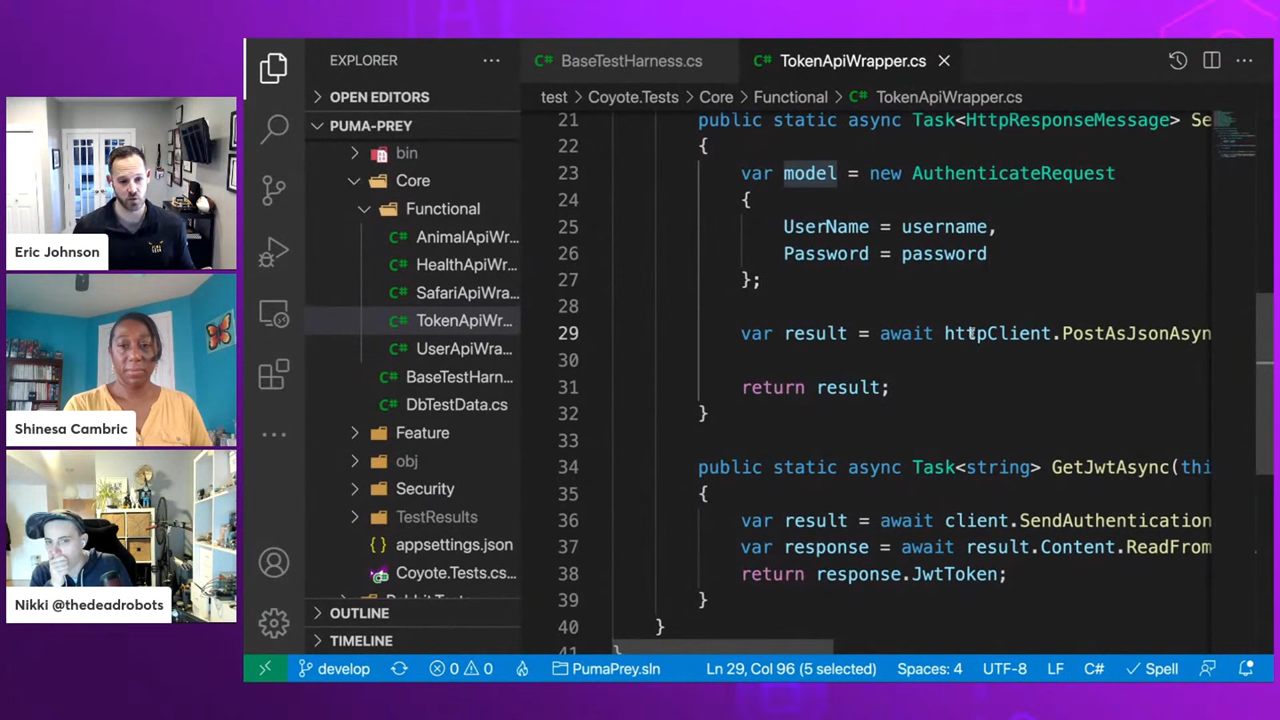 Eric Johnson
Shinesa Cambric
Nikki @thedeadrobots
EXPLORER
OPEN EDITORS
PUMA-PREY
bin
Core
Functional
AnimalApiWr...
HealthApiWr...
SafariApiWra...
TokenApiWr...
UserApiWra...
BaseTestHarn...
DbTestData.cs
Feature
obj
Security
TestResults
{} appsettings.json
Coyote.Tests.cs...
OUTLINE
TIMELINE
C# BaseTestHarness.cs
C# TokenApiWrapper.cs
test > Coyote.Tests > Core > Functional > C# TokenApiWrapper.cs
21 public static async Task<HttpResponseMessage> Se
22 {
23 var model = new AuthenticateRequest
24 {
25 UserName = username,
26 Password = password
27 };
28
29 var result = await httpClient.PostAsJsonAsyn
30
31 return result;
32 }
33
34 public static async Task<string> GetJwtAsync(thi
35 {
36 var result = await client.SendAuthentication
37 var response = await result.Content.ReadFrom
38 return response.JwtToken;
39 }
40 }
41 }
develop 0 0 PumaPrey.sln Ln 29, Col 96 (5 selected) Spaces: 4 UTF-8 LF C# Spell